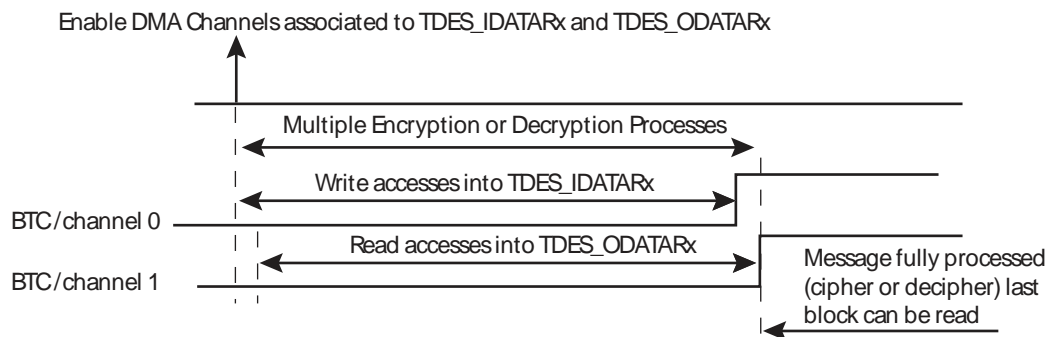 Enable DMA Channels associated to TDES_IDATARx and TDES_ODATARx
Multiple Encryption or Decryption Processes
Write accesses into TDES_IDATARx
BTC / channel 0
Read accesses into TDES_ODATARx
BTC / channel 1
Message fully processed
(cipher or decipher) last
block can be read